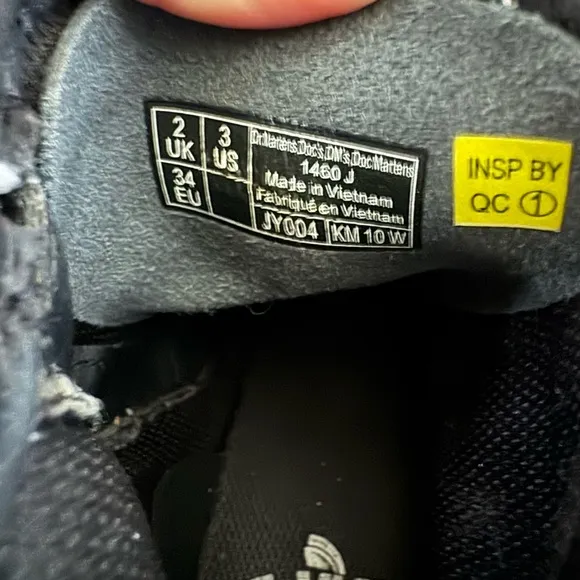 2 UK
3 US
34 EU
Dr.Martens,Doc's,DM's,Doc Martens
1460 J
Made in Vietnam
Fabriqué en Vietnam
JY004
KM 10 W
INSP BY
QC 1